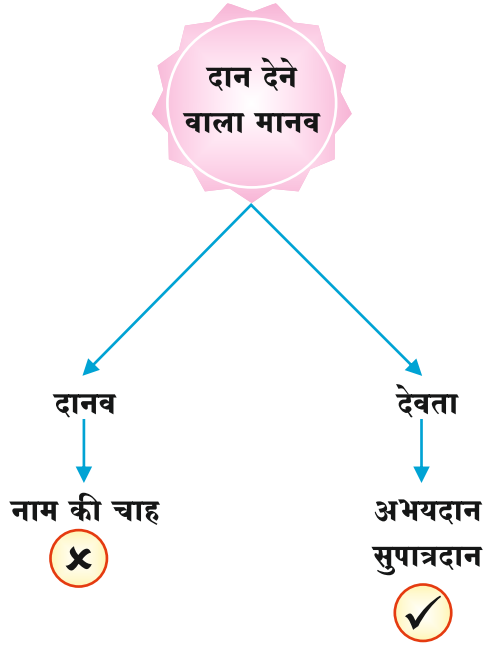 दान देने
वाला मानव
दानव
देवता
नाम की चाह
अभयदान
सुपात्रदान